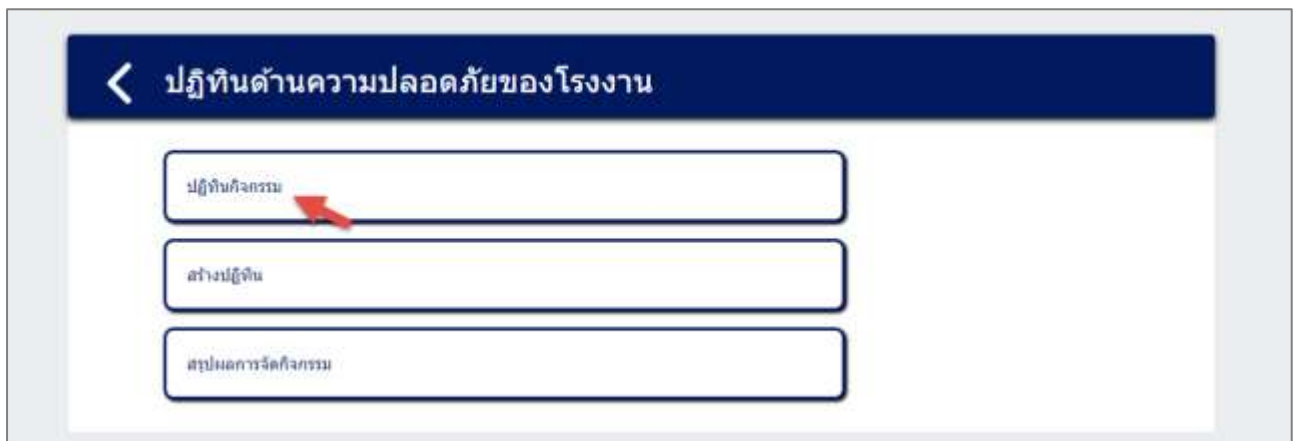 ปฏิทินด้านความปลอดภัยของโรงงาน
ปฏิทินกิจกรรม
สร้างปฏิทิน
สรุปผลการจัดกิจกรรม